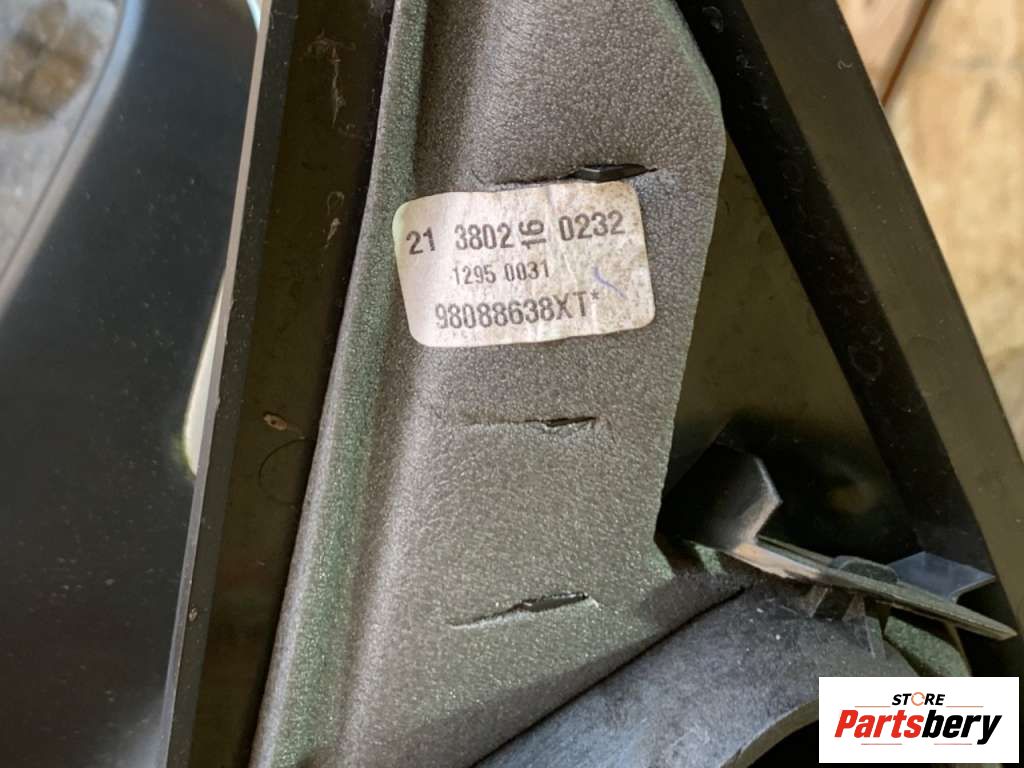 21 3802 16 0232
1295 0031
98088638XT*
STORE
Partsbery